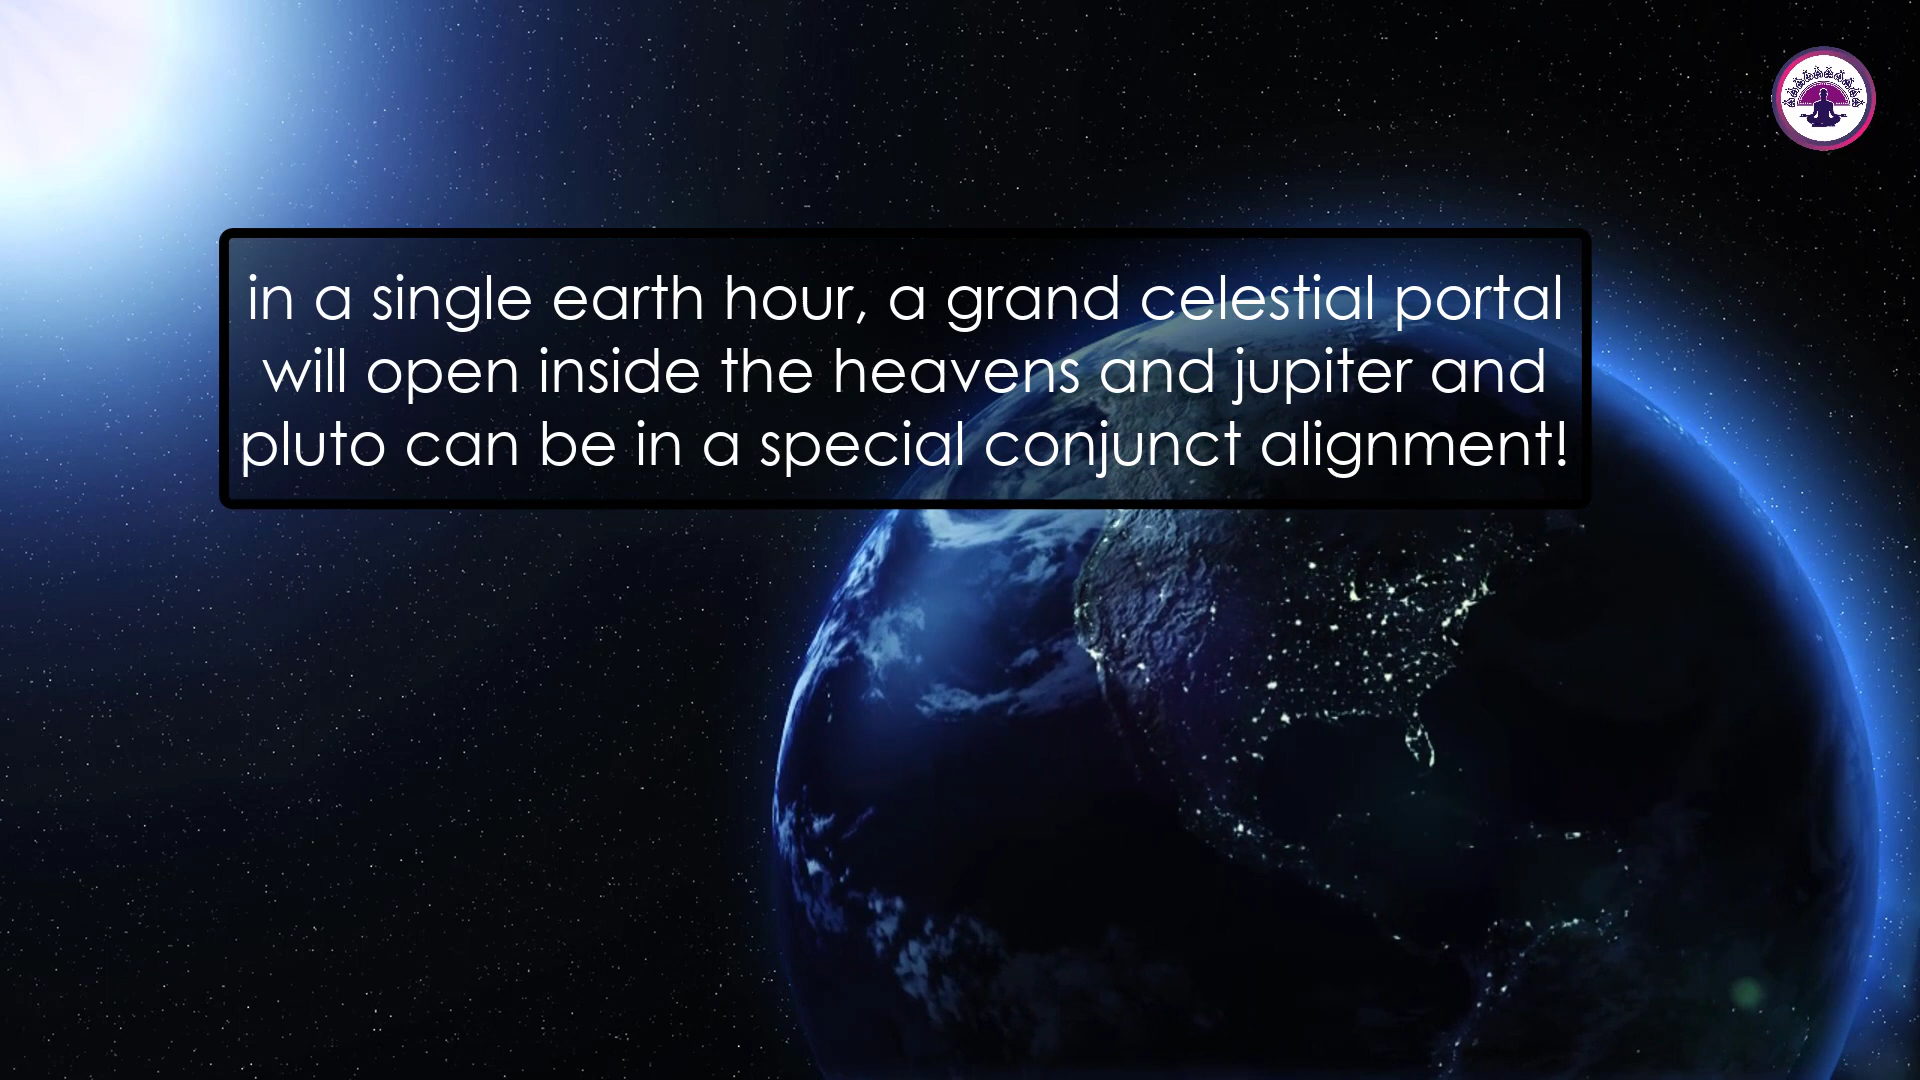 in a single earth hour, a grand celestial portal
will open inside the heavens and jupiter and
pluto can be in a special conjunct alignment!